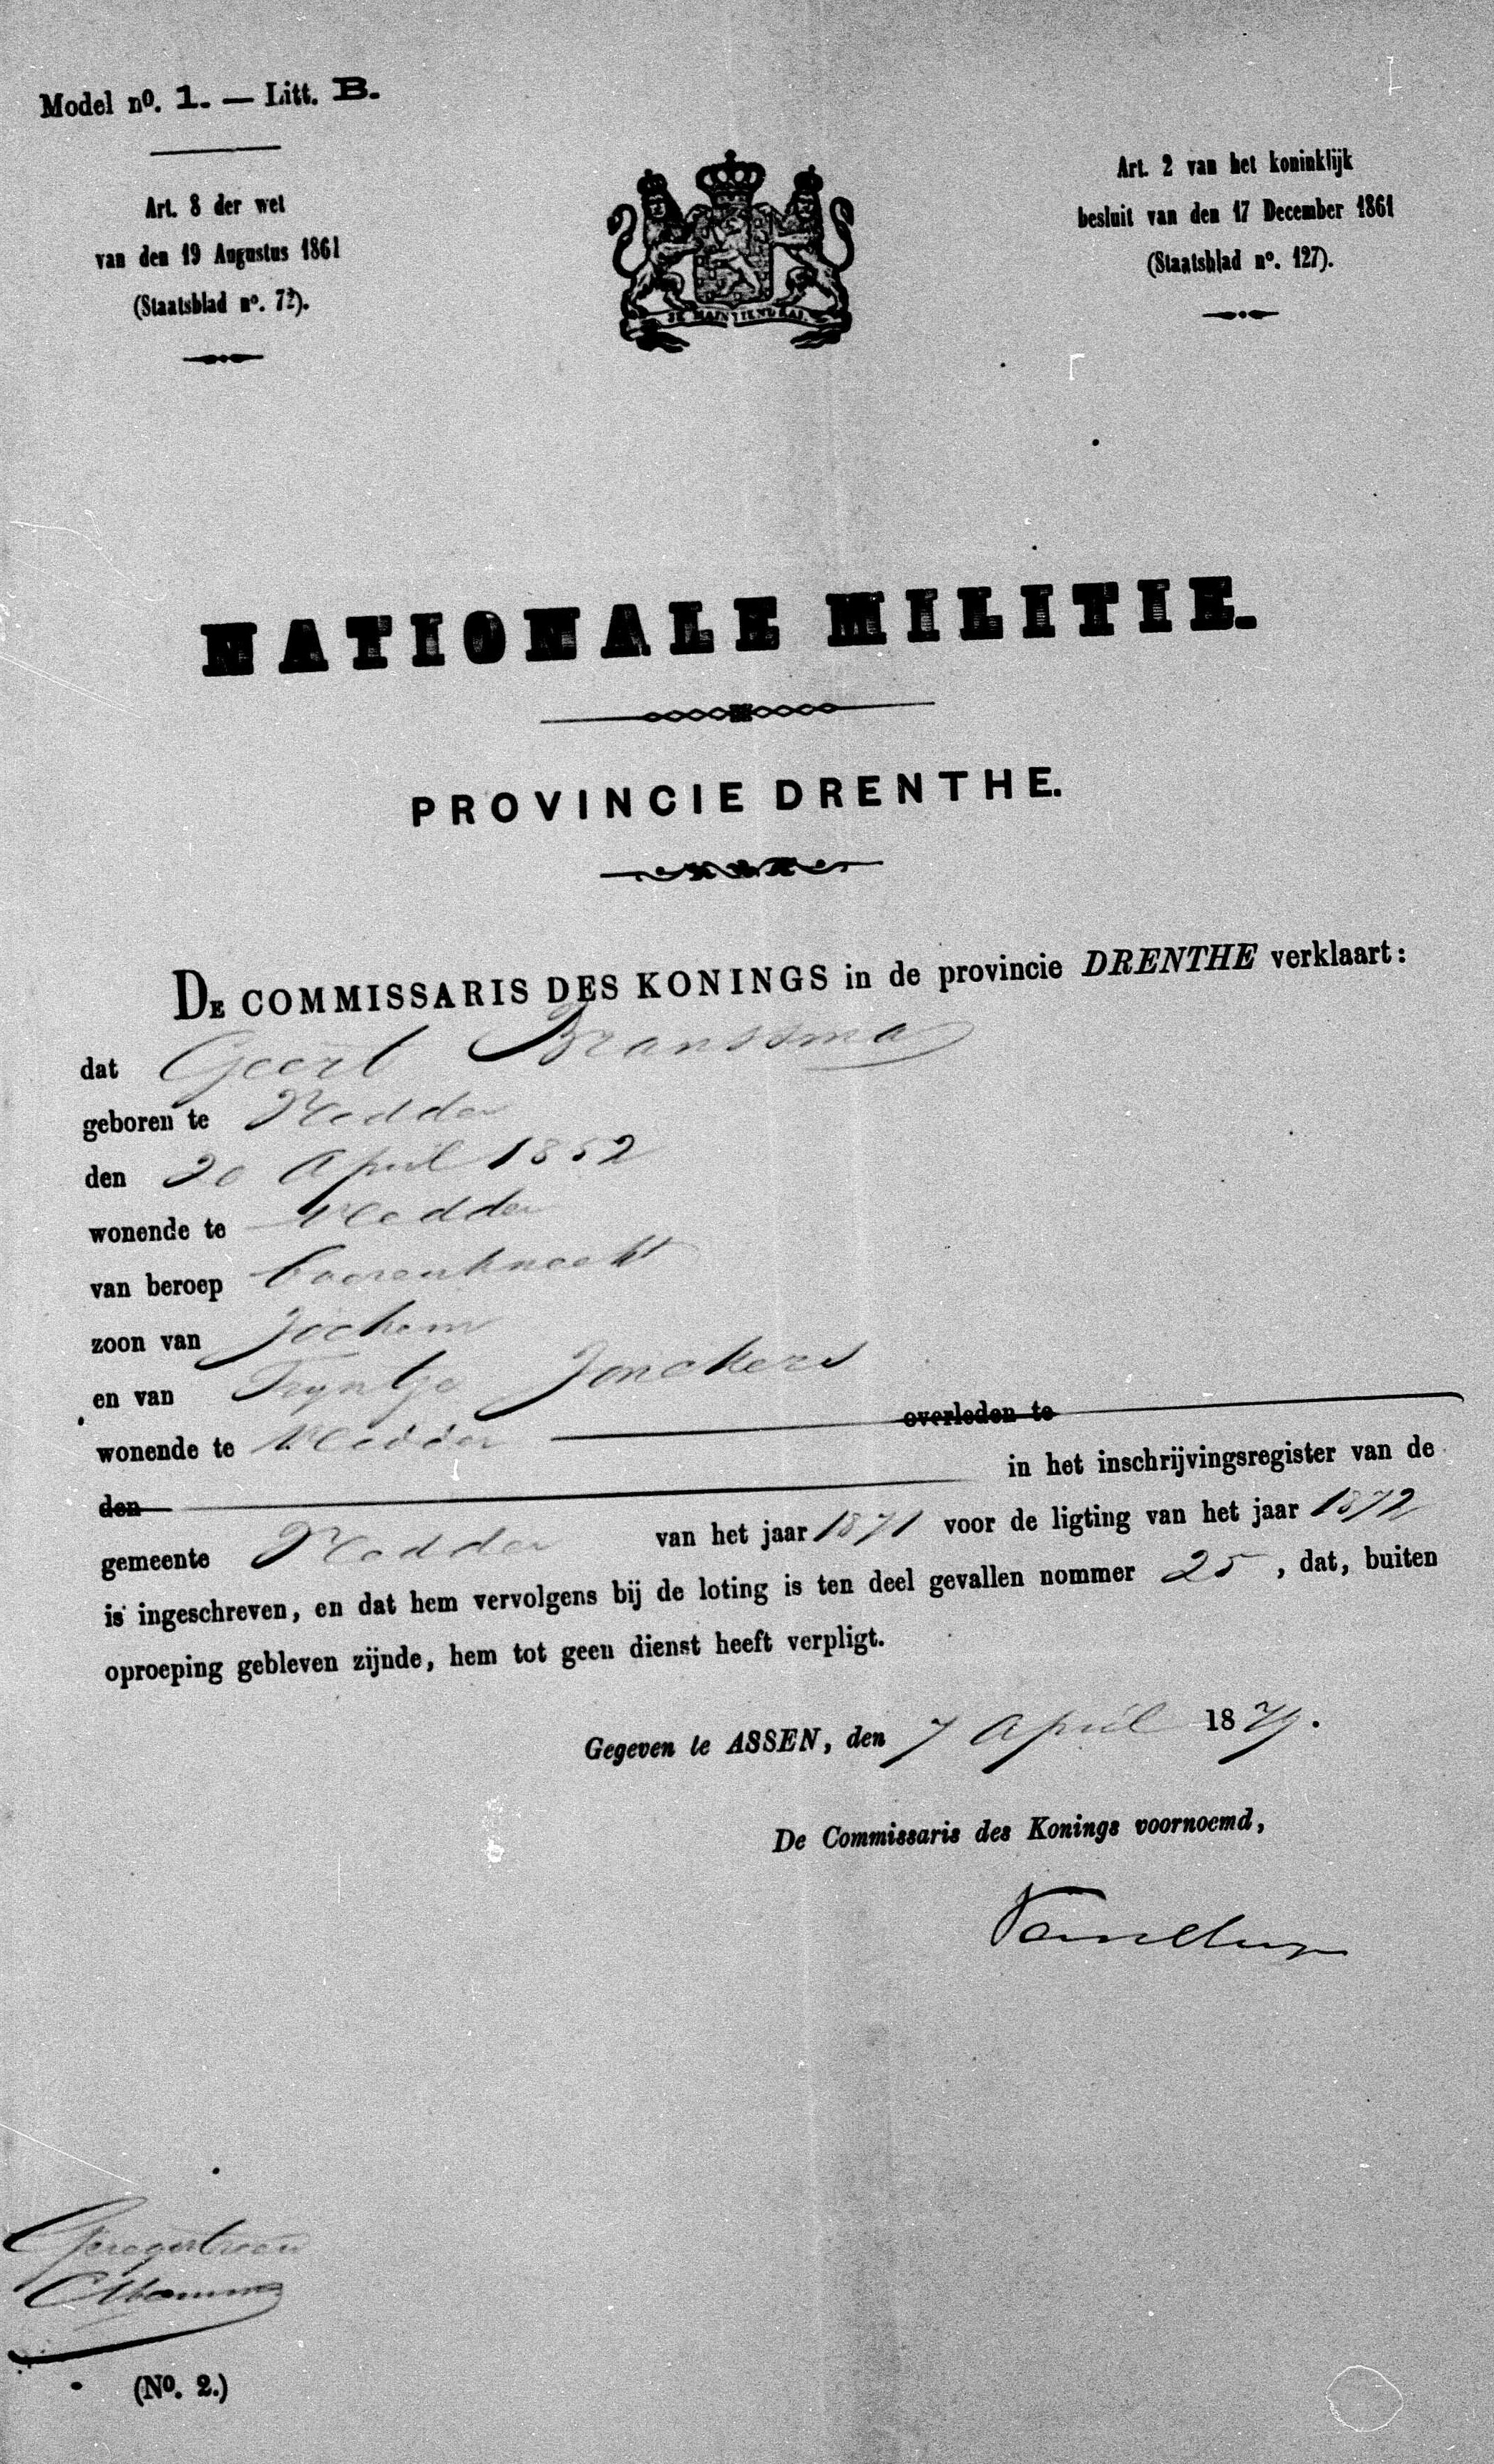 Model nº. 1. — Litt. B.
Art. 8 der wet
van den 19 Augustus 1861
(Staatsblad nº. 72).
JE MAINTIENDRAI
Art. 2 van het koninklijk
besluit van den 17 December 1861
(Staatsblad nº. 127).
NATIONALE MILITIE.
PROVINCIE DRENTHE.
DE COMMISSARIS DES KONINGS in de provincie DRENTHE verklaart:
dat Geert Branssma
geboren te Vledder
den 20 April 1852
wonende te Vledder
van beroep boerenknecht
zoon van Jochem
en van Trijntje Jonckers
wonende te Vledder overleden te
den in het inschrijvingsregister van de
gemeente Vledder van het jaar 1871 voor de ligting van het jaar 1872
is ingeschreven, en dat hem vervolgens bij de loting is ten deel gevallen nommer 25, dat, buiten
oproeping gebleven zijnde, hem tot geen dienst heeft verpligt.
Gegeven te ASSEN, den 7 April 1879.
De Commissaris des Konings voornoemd,
Geregistreerd
(Nº. 2.)